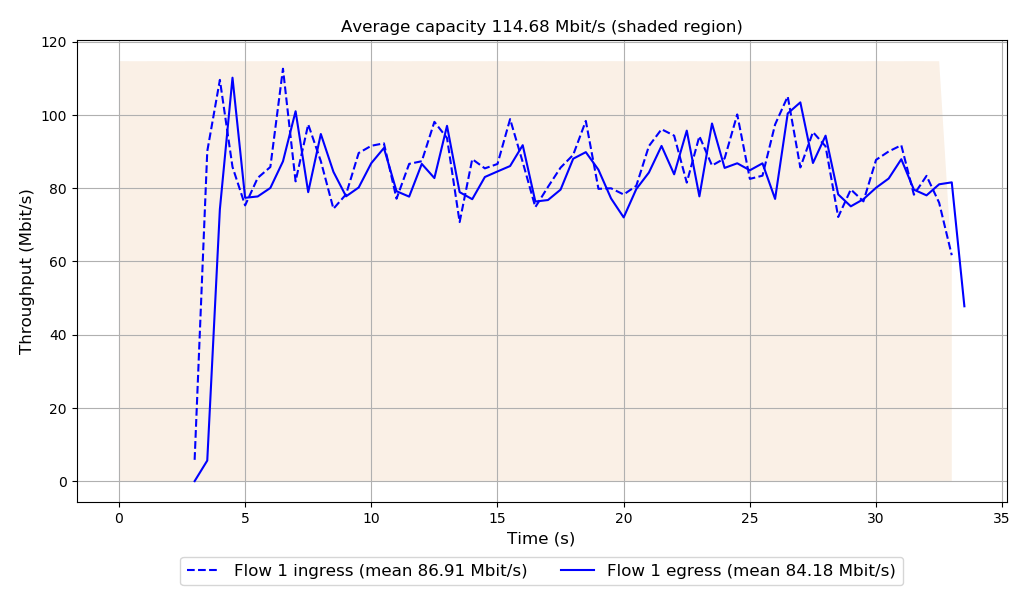 Average capacity 114.68 Mbit/s (shaded region)
120
100
80
60
40
20
0
Throughput (Mbit/s)
0 5 10 15 20 25 30 35
Time (s)
Flow 1 ingress (mean 86.91 Mbit/s) Flow 1 egress (mean 84.18 Mbit/s)